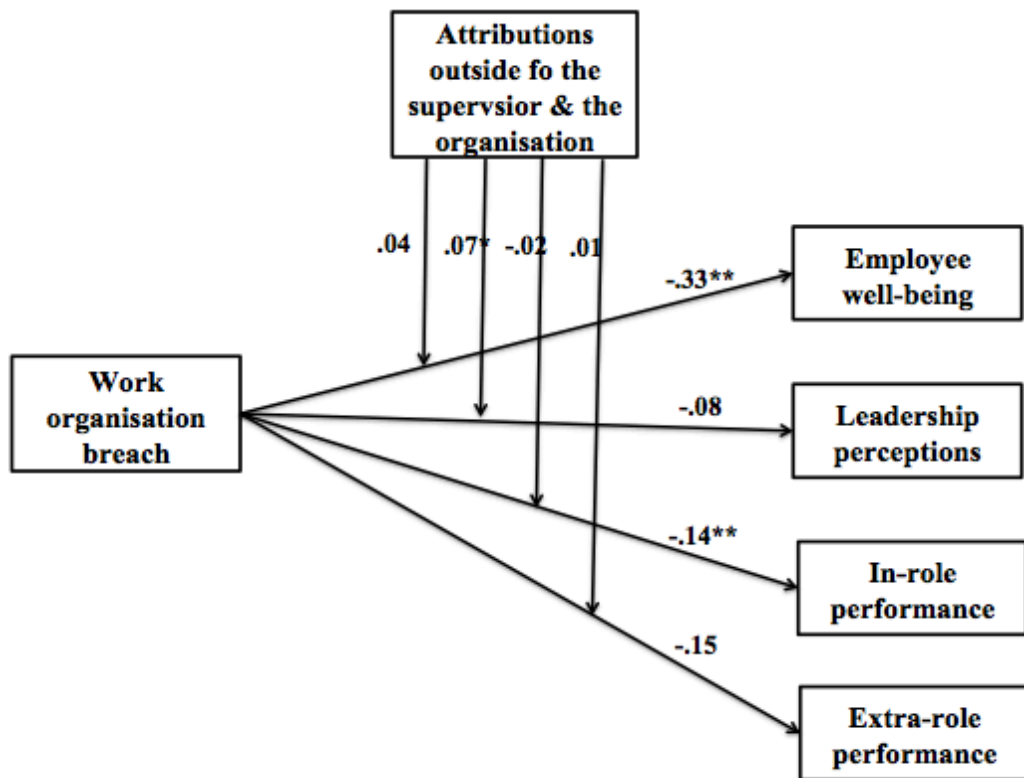 Attributions
outside fo the
supervsior & the
organisation
.04
.07*
-.02
.01
-.33**
Employee
well-being
Work
organisation
breach
-.08
Leadership
perceptions
-.14**
In-role
performance
-.15
Extra-role
performance